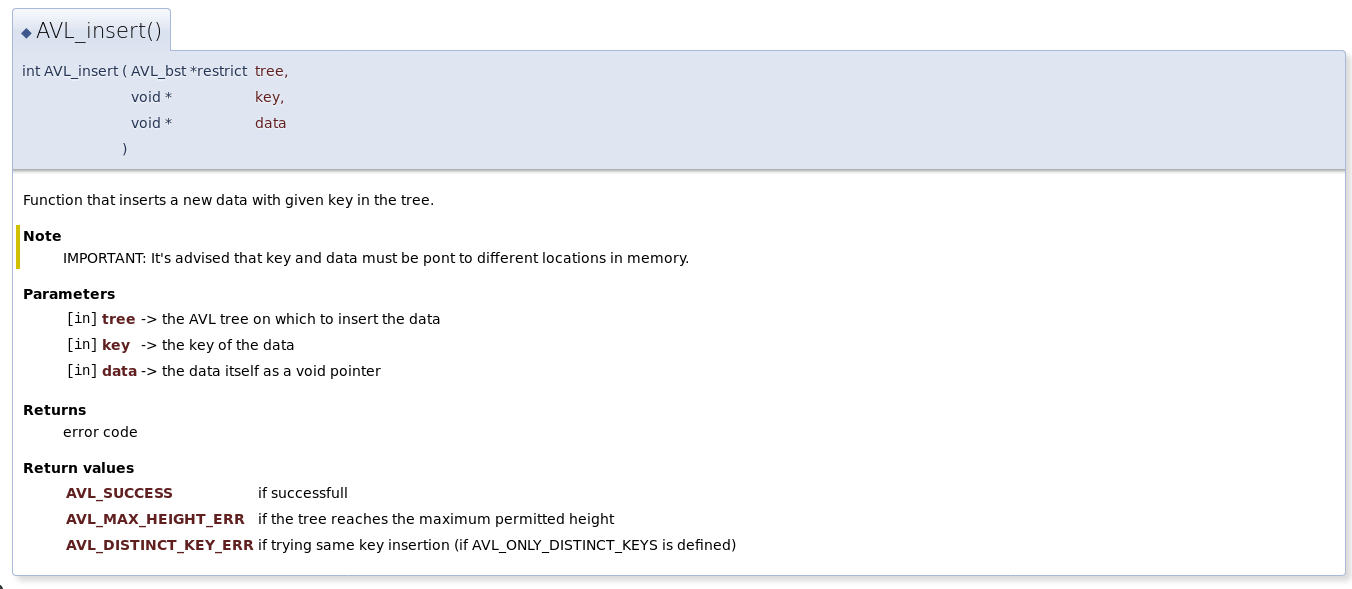 ◆ AVL_insert()
int AVL_insert ( AVL_bst *restrict tree,
void * key,
void * data
)
Function that inserts a new data with given key in the tree.
Note
IMPORTANT: It's advised that key and data must be pont to different locations in memory.
Parameters
[in] tree -> the AVL tree on which to insert the data
[in] key -> the key of the data
[in] data -> the data itself as a void pointer
Returns
error code
Return values
AVL_SUCCESS if successfull
AVL_MAX_HEIGHT_ERR if the tree reaches the maximum permitted height
AVL_DISTINCT_KEY_ERR if trying same key insertion (if AVL_ONLY_DISTINCT_KEYS is defined)